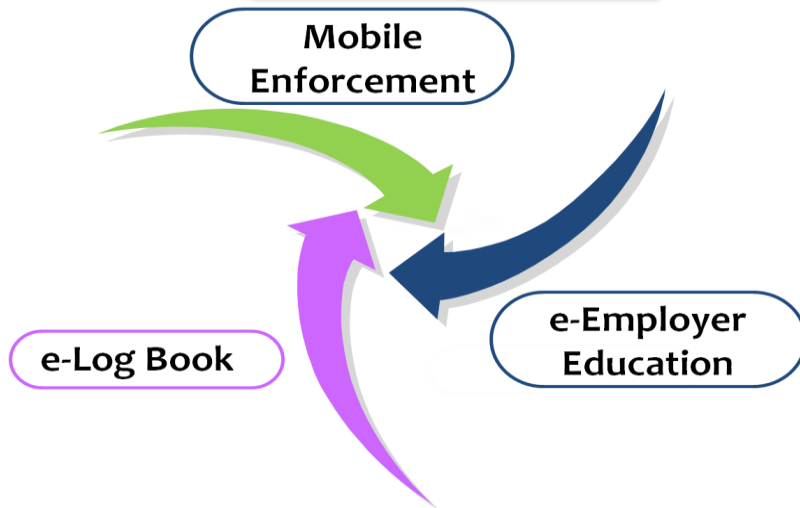 Mobile
Enforcement
e-Employer
Education
e-Log Book